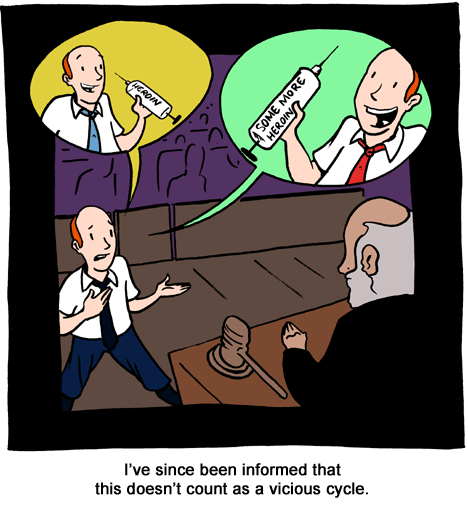 HEROIN
SOME MORE
HEROIN
I've since been informed that
this doesn't count as a vicious cycle.